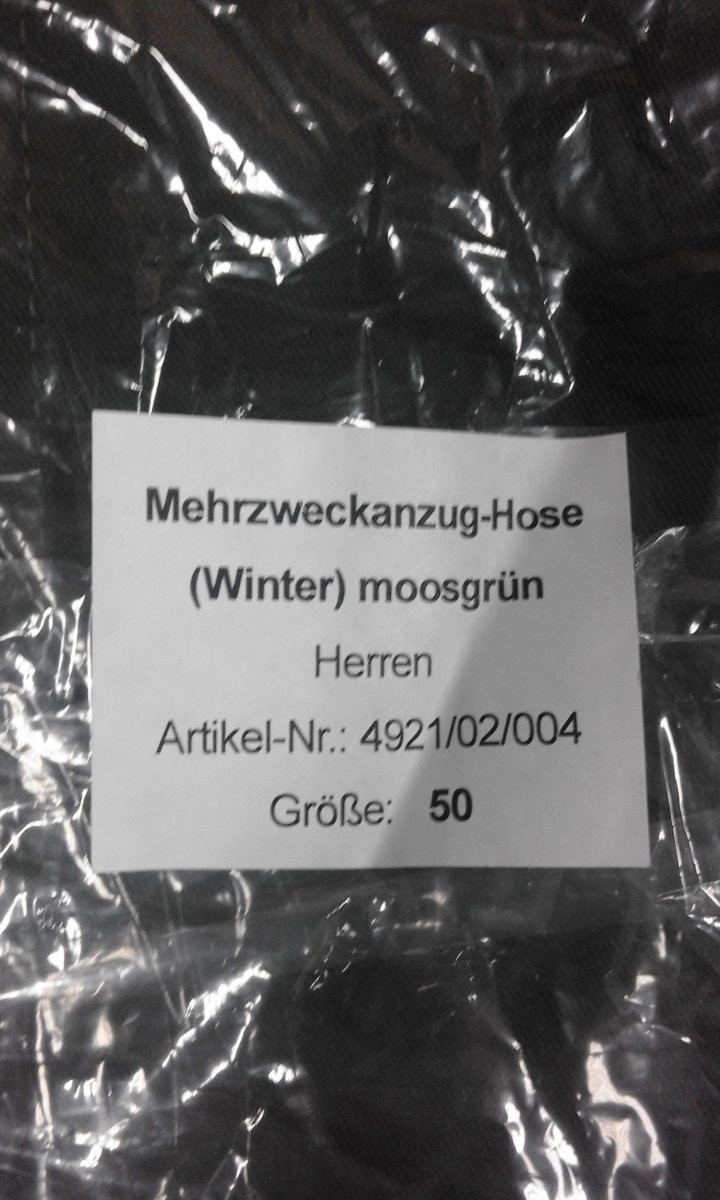 Mehrzweckanzug-Hose
(Winter) moosgrün
Herren
Artikel-Nr.: 4921/02/004
Größe: 50